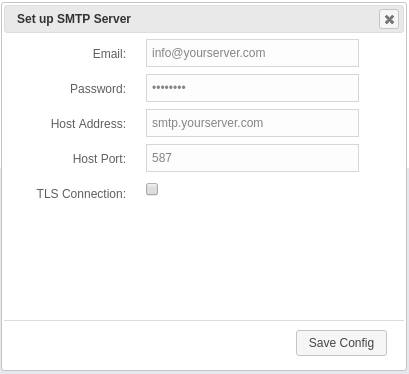 Set up SMTP Server
Email: info@yourserver.com
Password: ••••••••
Host Address: smtp.yourserver.com
Host Port: 587
TLS Connection:
Save Config